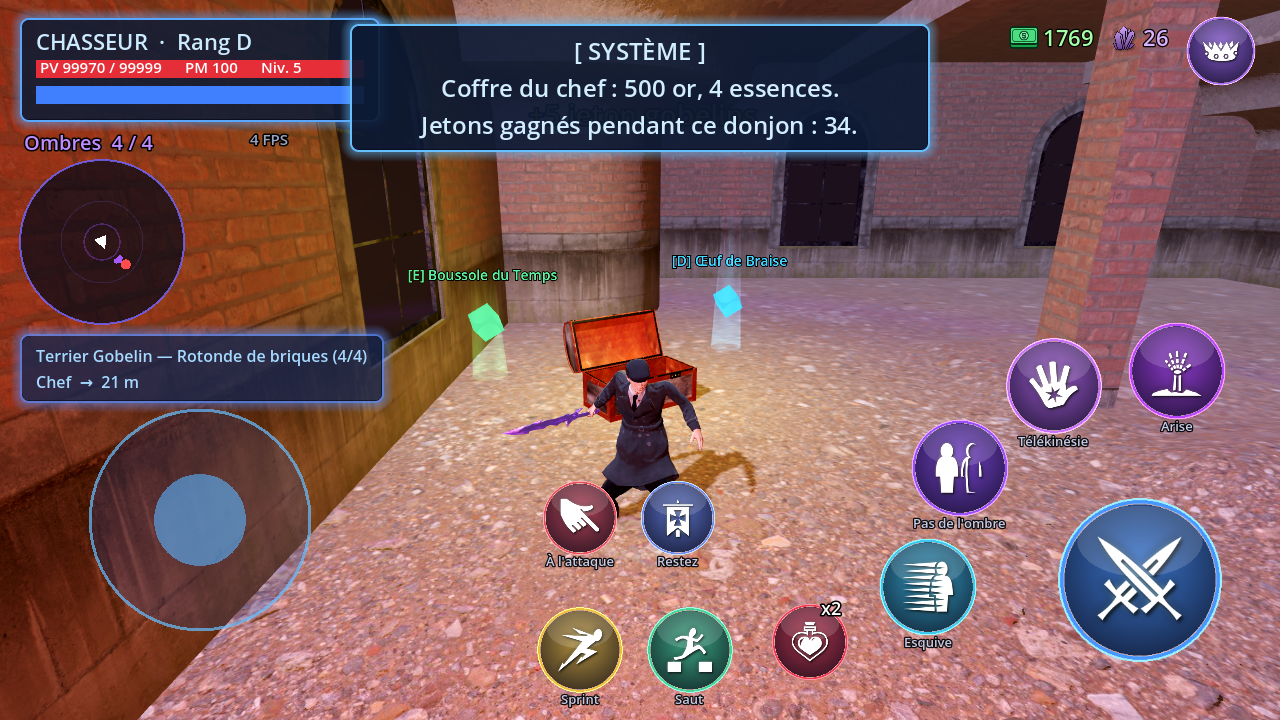 CHASSEUR · Rang D
PV 99970 / 99999 PM 100 Niv. 5
[ SYSTÈME ]
Coffre du chef : 500 or, 4 essences.
Jetons gagnés pendant ce donjon : 34.
1769
26
Ombres 4 / 4
4 FPS
[E] Boussole du Temps
[D] Œuf de Braise
Terrier Gobelin — Rotonde de briques (4/4)
Chef → 21 m
Télékinésie
Arise
Pas de l'ombre
À l'attaque
Restez
x2
Esquive
Sprint
Saut